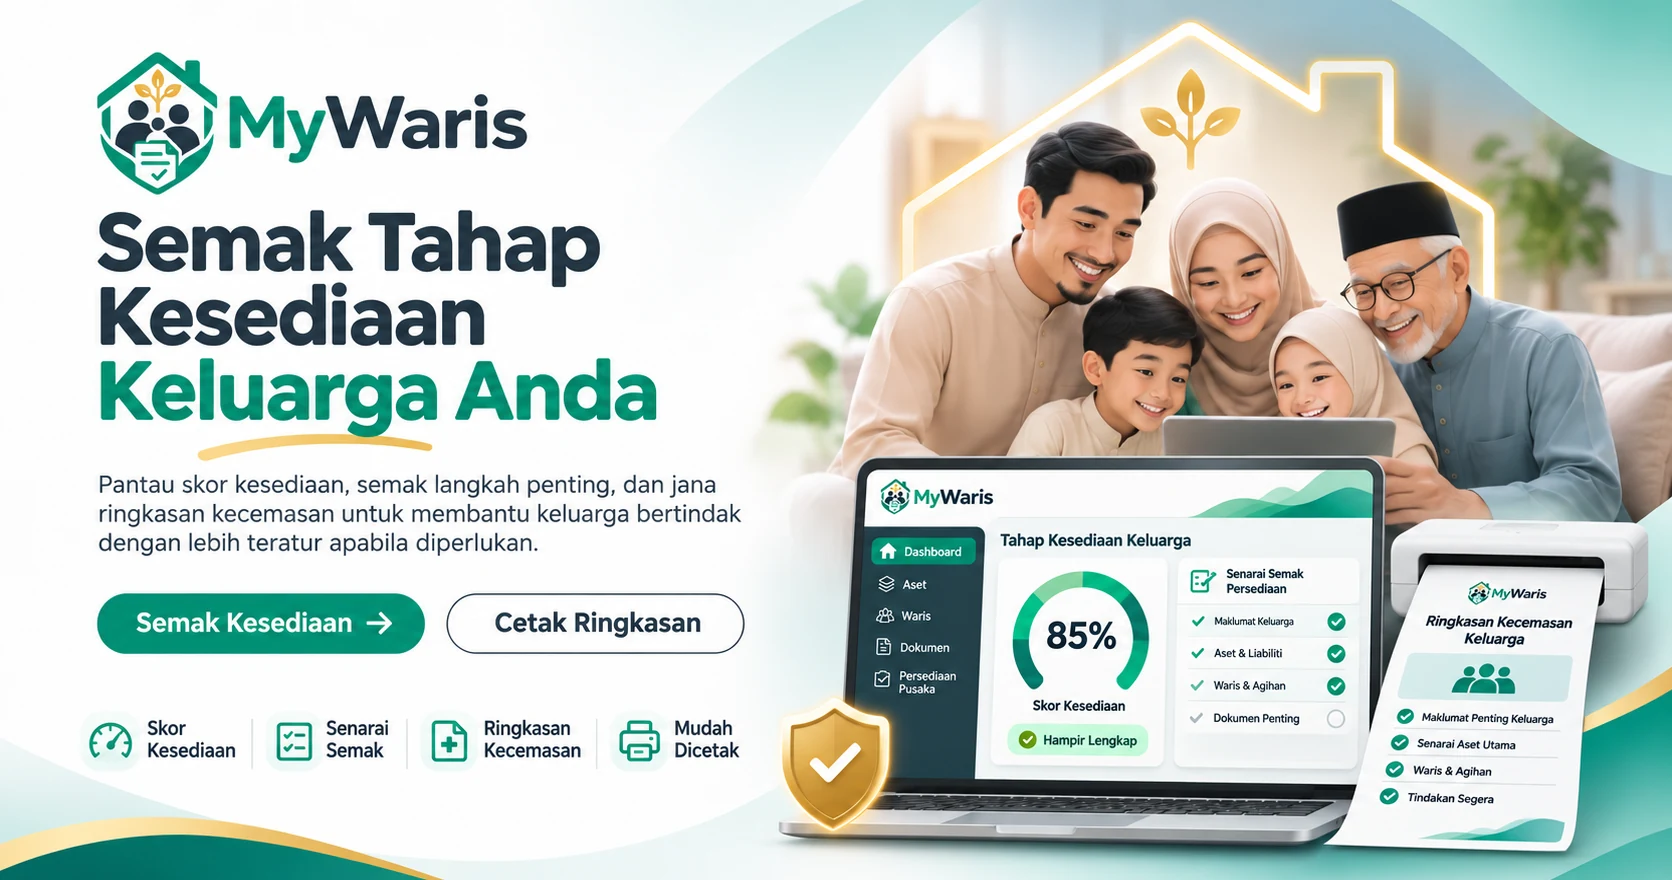 MyWaris
Semak Tahap
Kesediaan
Keluarga Anda
Pantau skor kesediaan, semak langkah penting, dan jana
ringkasan kecemasan untuk membantu keluarga bertindak
dengan lebih teratur apabila diperlukan.
Semak Kesediaan →
Cetak Ringkasan
Skor
Kesediaan
Senarai
Semak
Ringkasan
Kecemasan
Mudah
Dicetak
MyWaris
Dashboard
Aset
Waris
Dokumen
Persediaan
Pusaka
Tahap Kesediaan Keluarga
85%
Skor Kesediaan
Hampir Lengkap
Senarai Semak
Persediaan
Maklumat Keluarga
Aset & Liabiliti
Waris & Agihan
Dokumen Penting
MyWaris
Ringkasan Kecemasan
Keluarga
Maklumat Penting Keluarga
Senarai Aset Utama
Waris & Agihan
Tindakan Segera